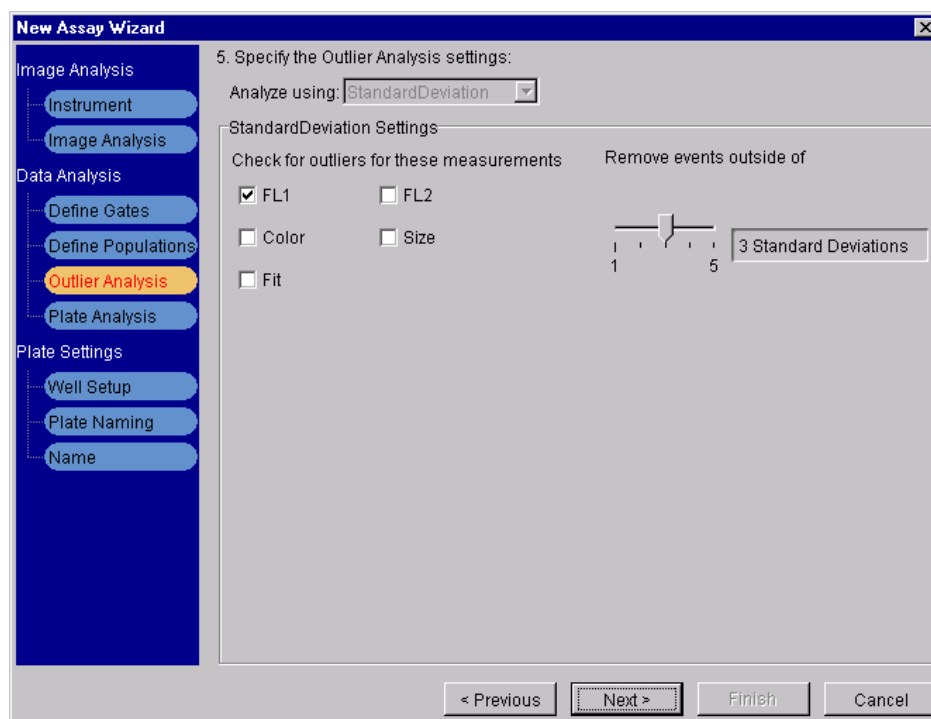 New Assay Wizard
Image Analysis
Instrument
Image Analysis
Data Analysis
Define Gates
Define Populations
Outlier Analysis
Plate Analysis
Plate Settings
Well Setup
Plate Naming
Name
5. Specify the Outlier Analysis settings:
Analyze using: StandardDeviation
StandardDeviation Settings
Check for outliers for these measurements
FL1 FL2
Color Size
Fit
Remove events outside of
1 5
3 Standard Deviations
< Previous Next > Finish Cancel